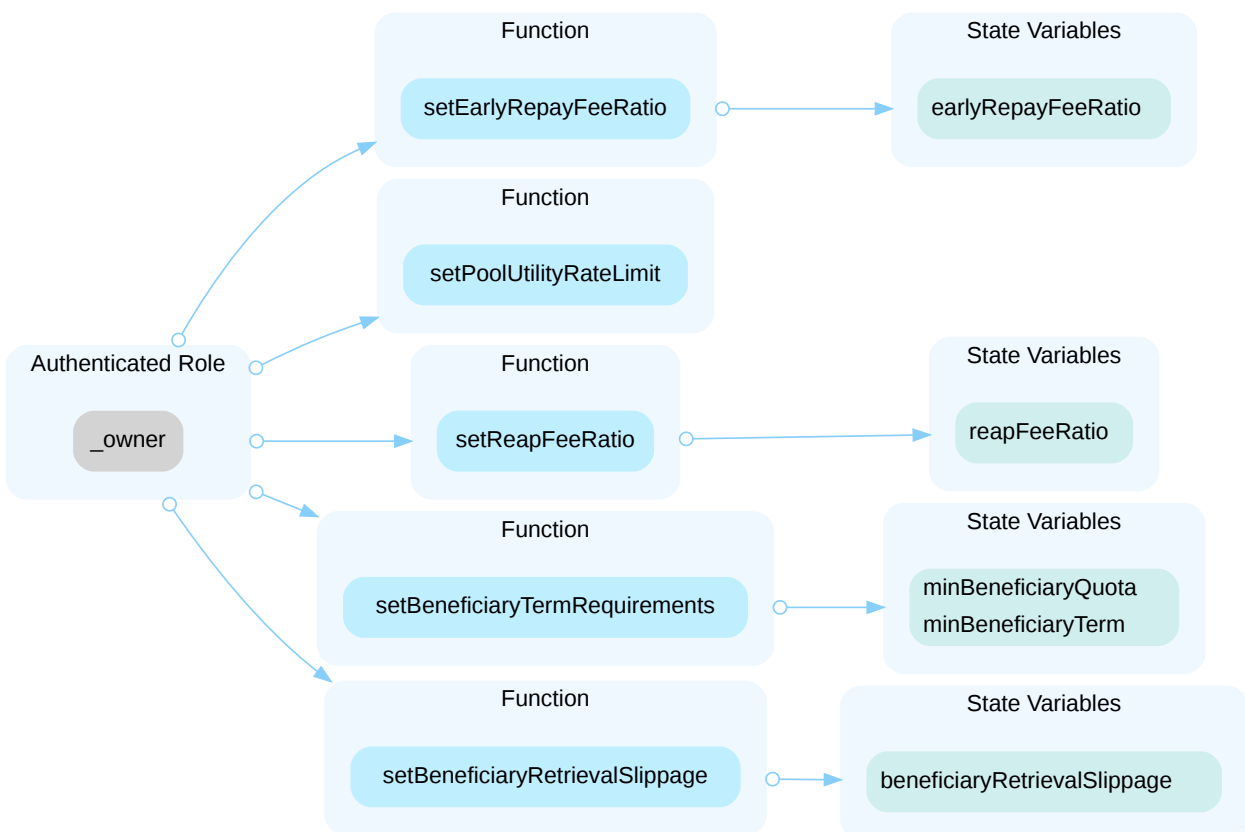 Function
State Variables
setEarlyRepayFeeRatio
earlyRepayFeeRatio
Function
setPoolUtilityRateLimit
Authenticated Role
_owner
Function
State Variables
setReapFeeRatio
reapFeeRatio
Function
State Variables
setBeneficiaryTermRequirements
minBeneficiaryQuota
minBeneficiaryTerm
Function
State Variables
setBeneficiaryRetrievalSlippage
beneficiaryRetrievalSlippage